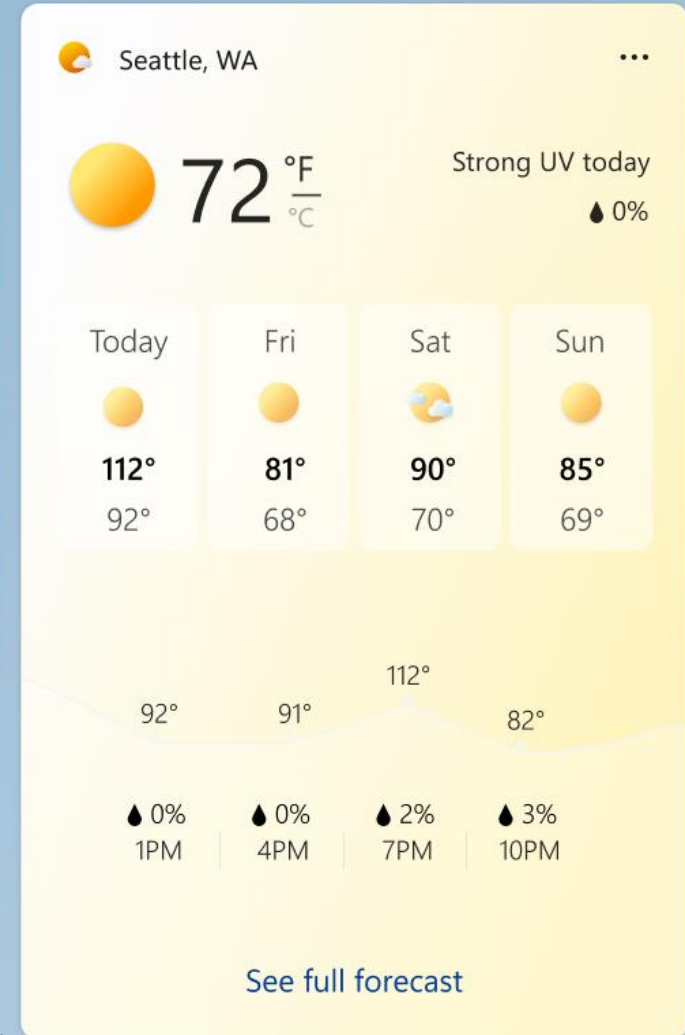 Seattle, WA
•••
72 °F
°C
Strong UV today
0%
Today Fri Sat Sun
112° 81° 90° 85°
92° 68° 70° 69°
92° 91° 112° 82°
0% 0% 2% 3%
1PM 4PM 7PM 10PM
See full forecast